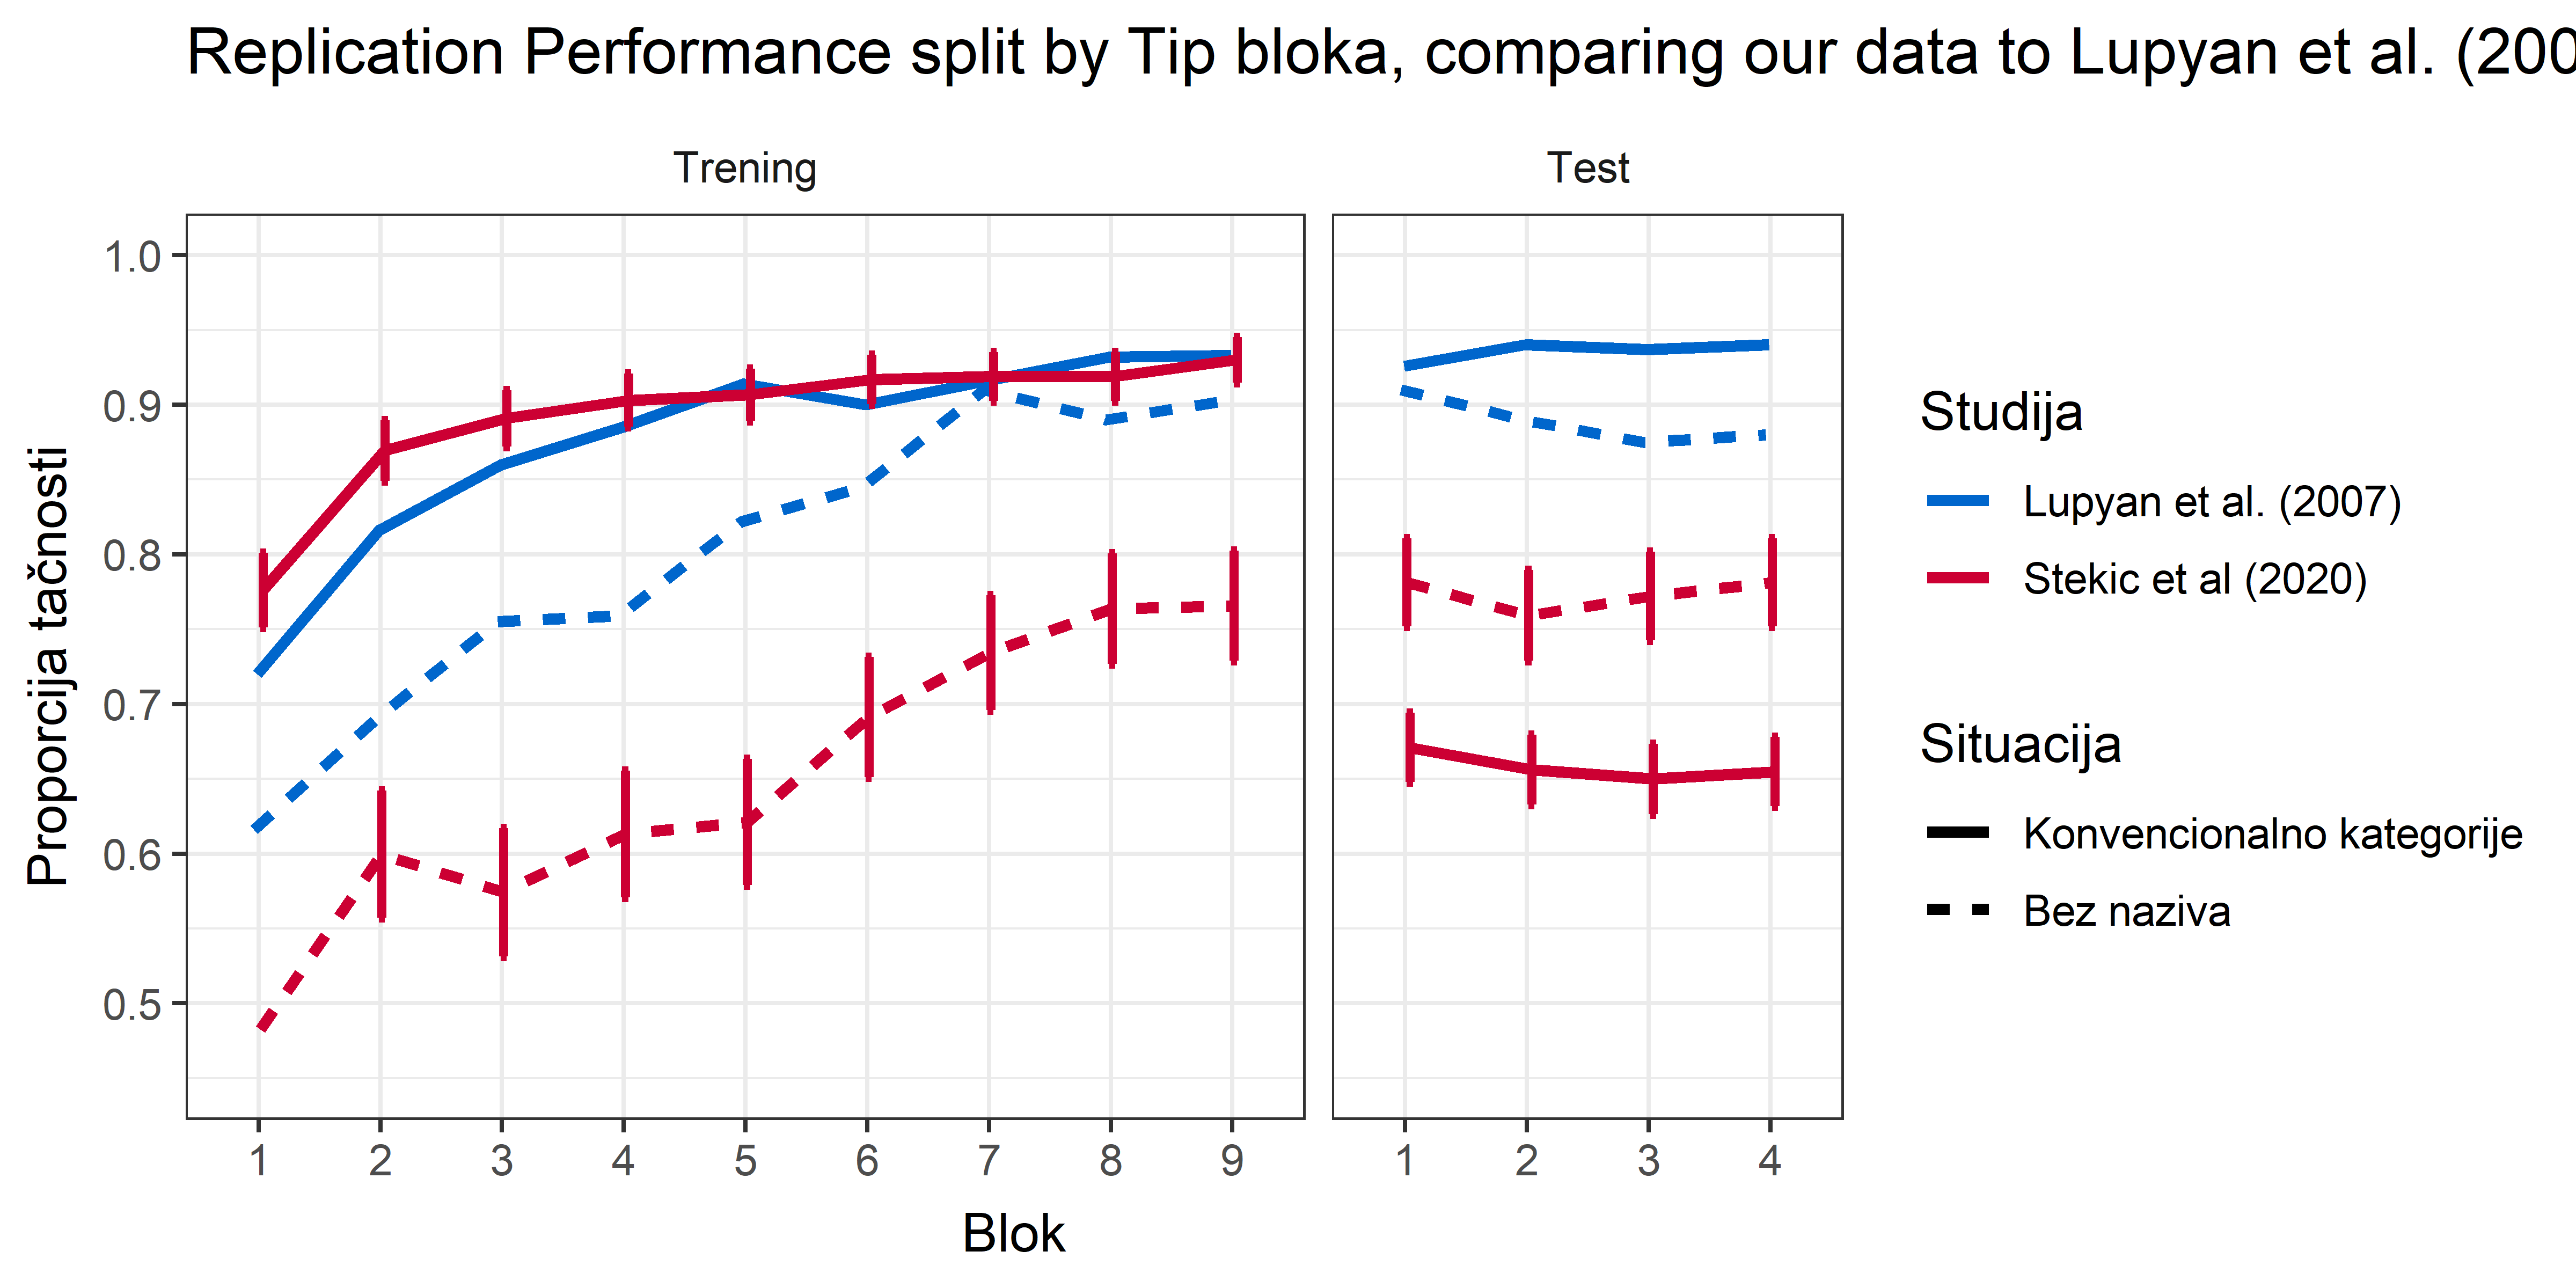 Replication Performance split by Tip bloka, comparing our data to Lupyan et al. (200
Trening
Test
Proporcija tačnosti
1.0
0.9
0.8
0.7
0.6
0.5
1 2 3 4 5 6 7 8 9
1 2 3 4
Blok
Studija
Lupyan et al. (2007)
Stekic et al (2020)
Situacija
Konvencionalno kategorije
Bez naziva